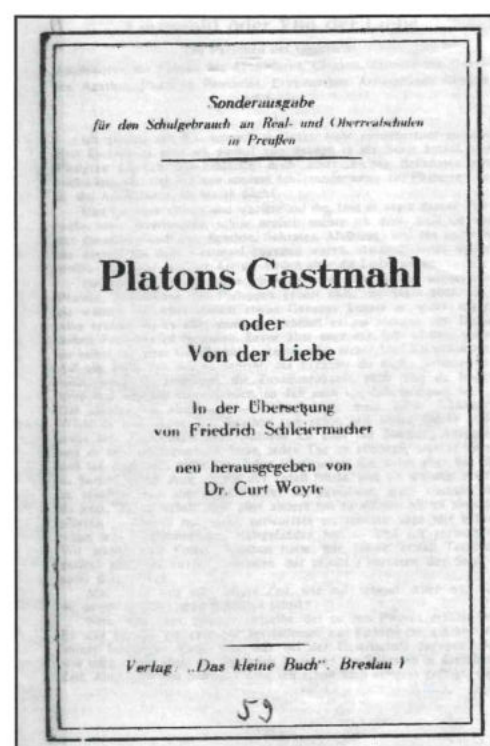 Sonderausgabe
für den Schulgebrauch an Real- und Oberrealschulen
in Preußen
Platons Gastmahl
oder
Von der Liebe
In der Übersetzung
von Friedrich Schleiermacher
neu herausgegeben von
Dr. Curt Woyte
Verlag „Das kleine Buch“, Breslau I
59